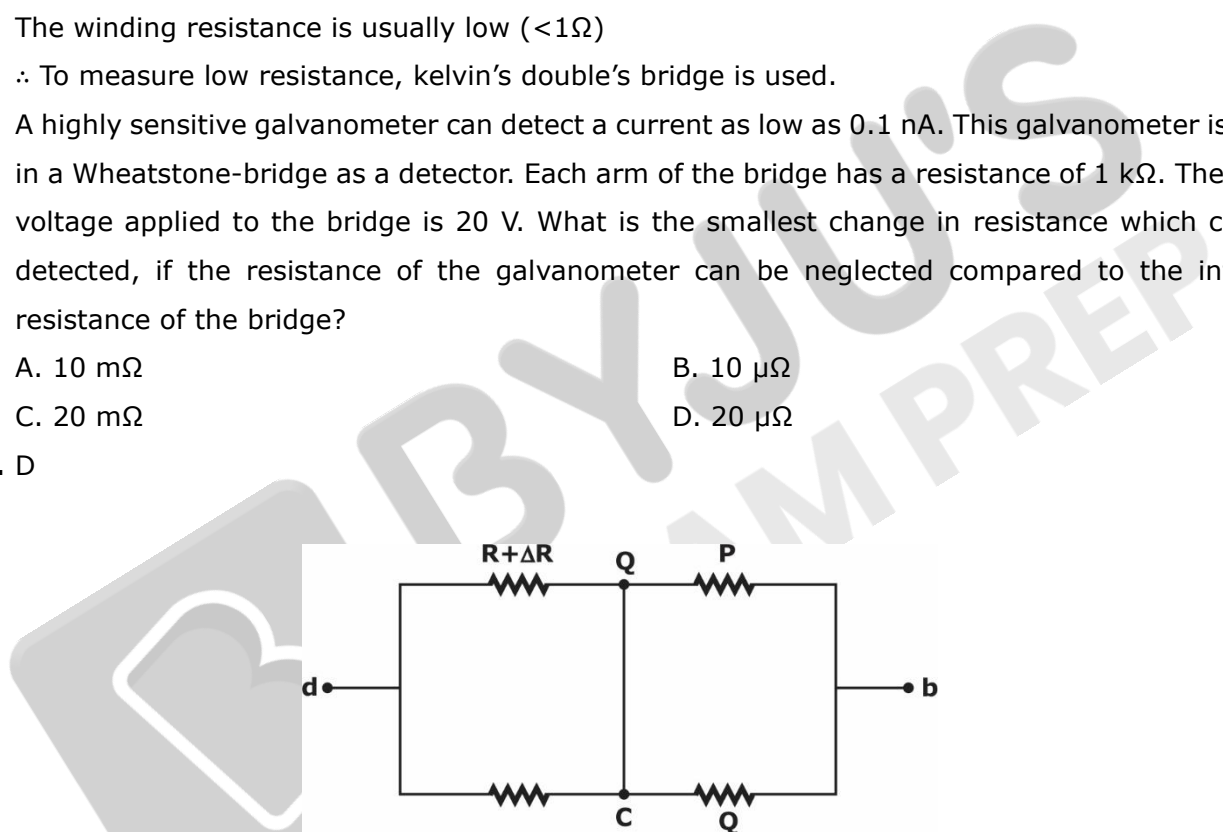 The winding resistance is usually low (<1Ω)
∴ To measure low resistance, kelvin's double's bridge is used.
A highly sensitive galvanometer can detect a current as low as 0.1 nA. This galvanometer is
in a Wheatstone-bridge as a detector. Each arm of the bridge has a resistance of 1 kΩ. The
voltage applied to the bridge is 20 V. What is the smallest change in resistance which c
detected, if the resistance of the galvanometer can be neglected compared to the in
resistance of the bridge?
A. 10 mΩ B. 10 μΩ
C. 20 mΩ D. 20 μΩ
. D
R+ΔR Q P
d b
C Q
BYJU'S
AM PREP